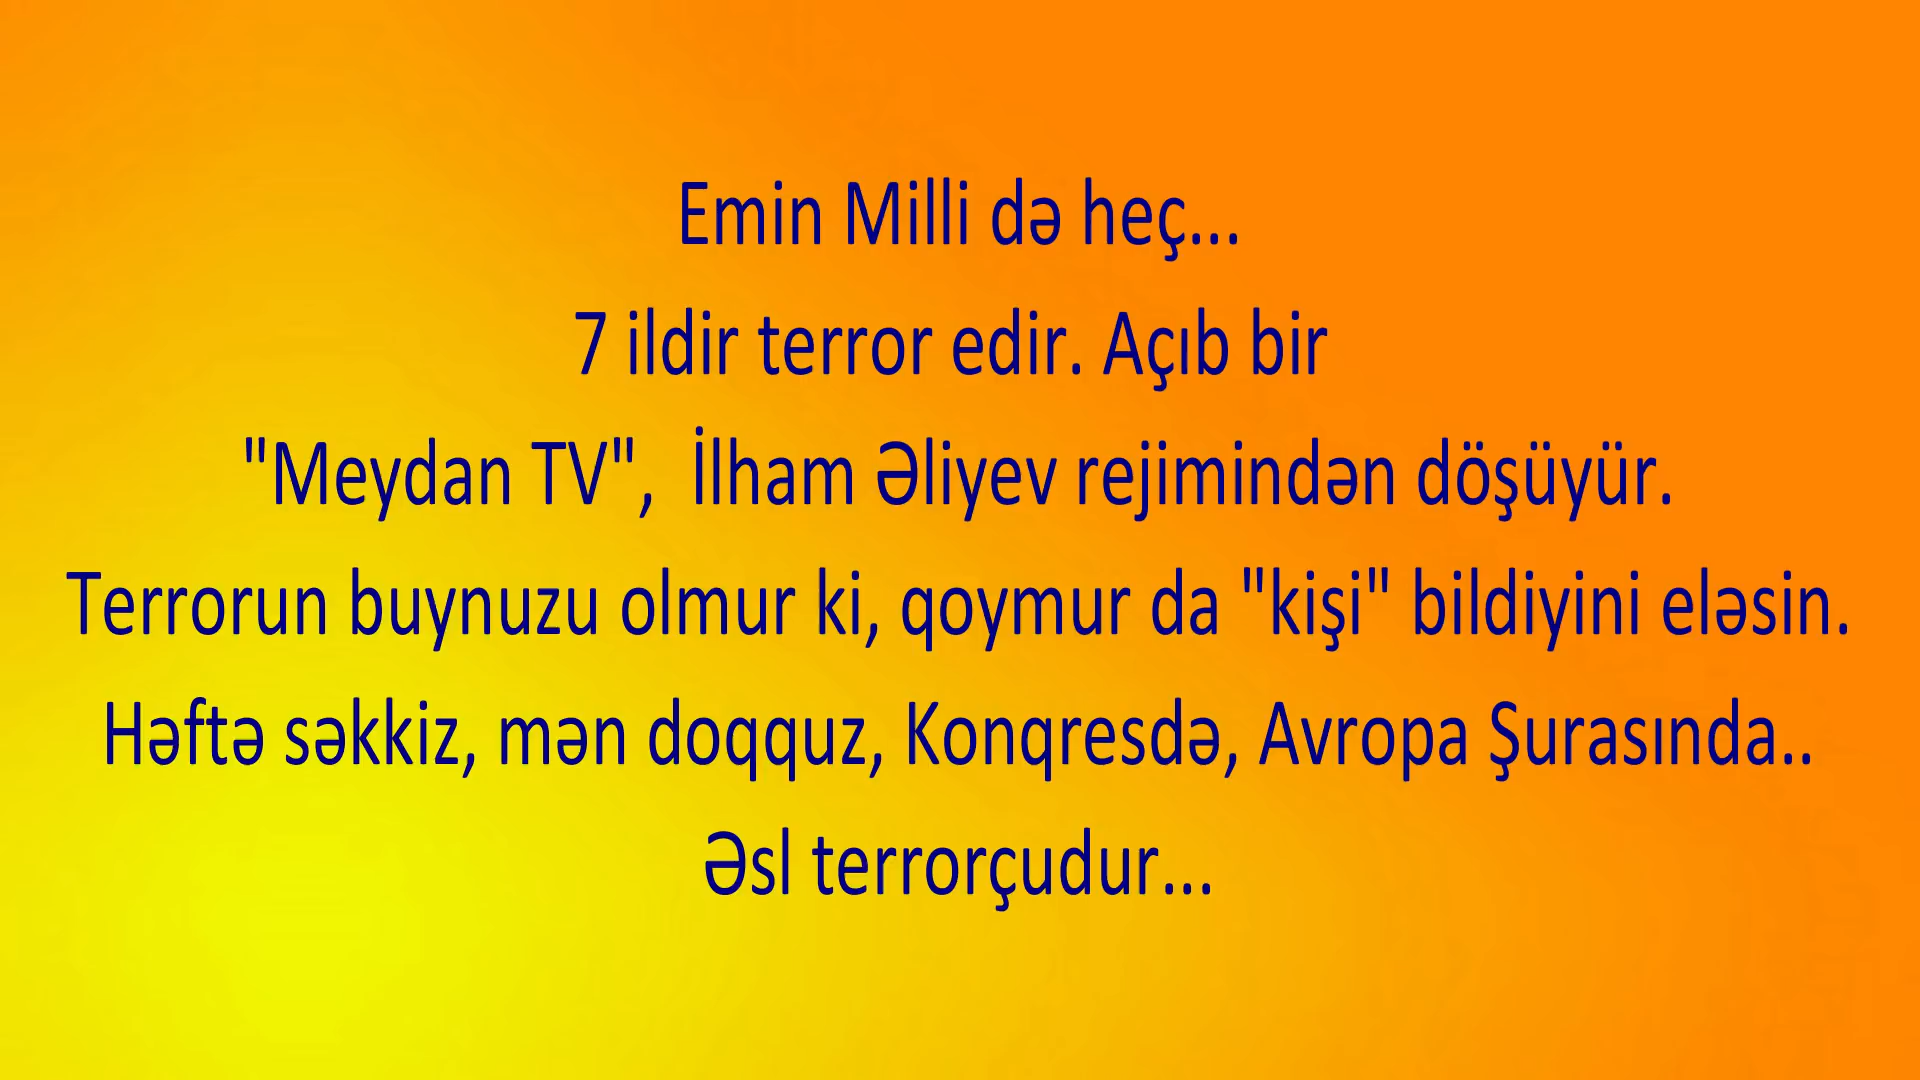 Emin Milli də heç...
7 ildir terror edir. Açıb bir
"Meydan TV",  İlham Əliyev rejimindən döşüyür.
Terrorun buynuzu olmur ki, qoymur da "kişi" bildiyini eləsin.
Həftə səkkiz, mən doqquz, Konqresdə, Avropa Şurasında..
Əsl terrorçudur...